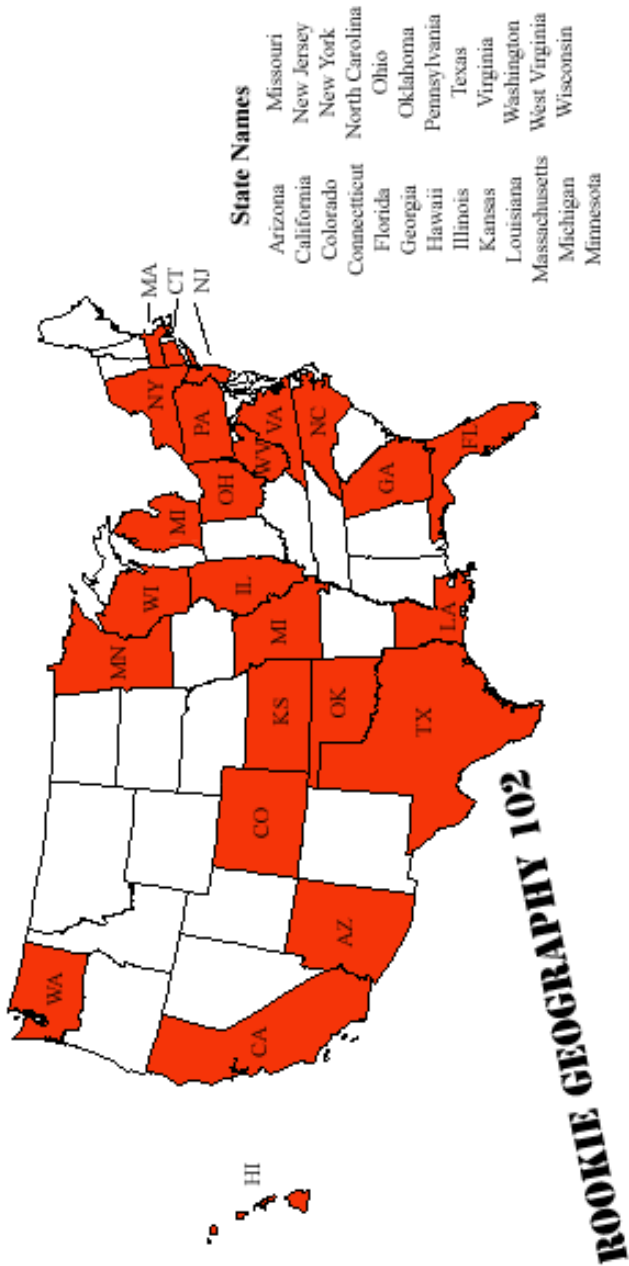 WA
MN
WI
MI
NY
MA
CT
NJ
PA
OH
WV
VA
NC
IL
MI
KS
CO
CA
HI
AZ
OK
TX
LA
GA
FL
State Names
Arizona Missouri
California New Jersey
Colorado New York
Connectticut North Carolina
Florida Ohio
Georgia Oklahoma
Hawaii Pennsylvania
Illinois Texas
Kansas Virginia
Louisiana Washington
Massachusetts West Virginia
Michigan Wisconsin
Minnesota
ROOKIE GEOGRAPHY 102